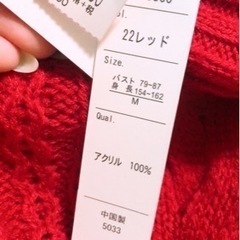 22レッド
Size.
バスト 79~87
身 長 154~162
M
Qual.
アクリル 100%
中国製
5033